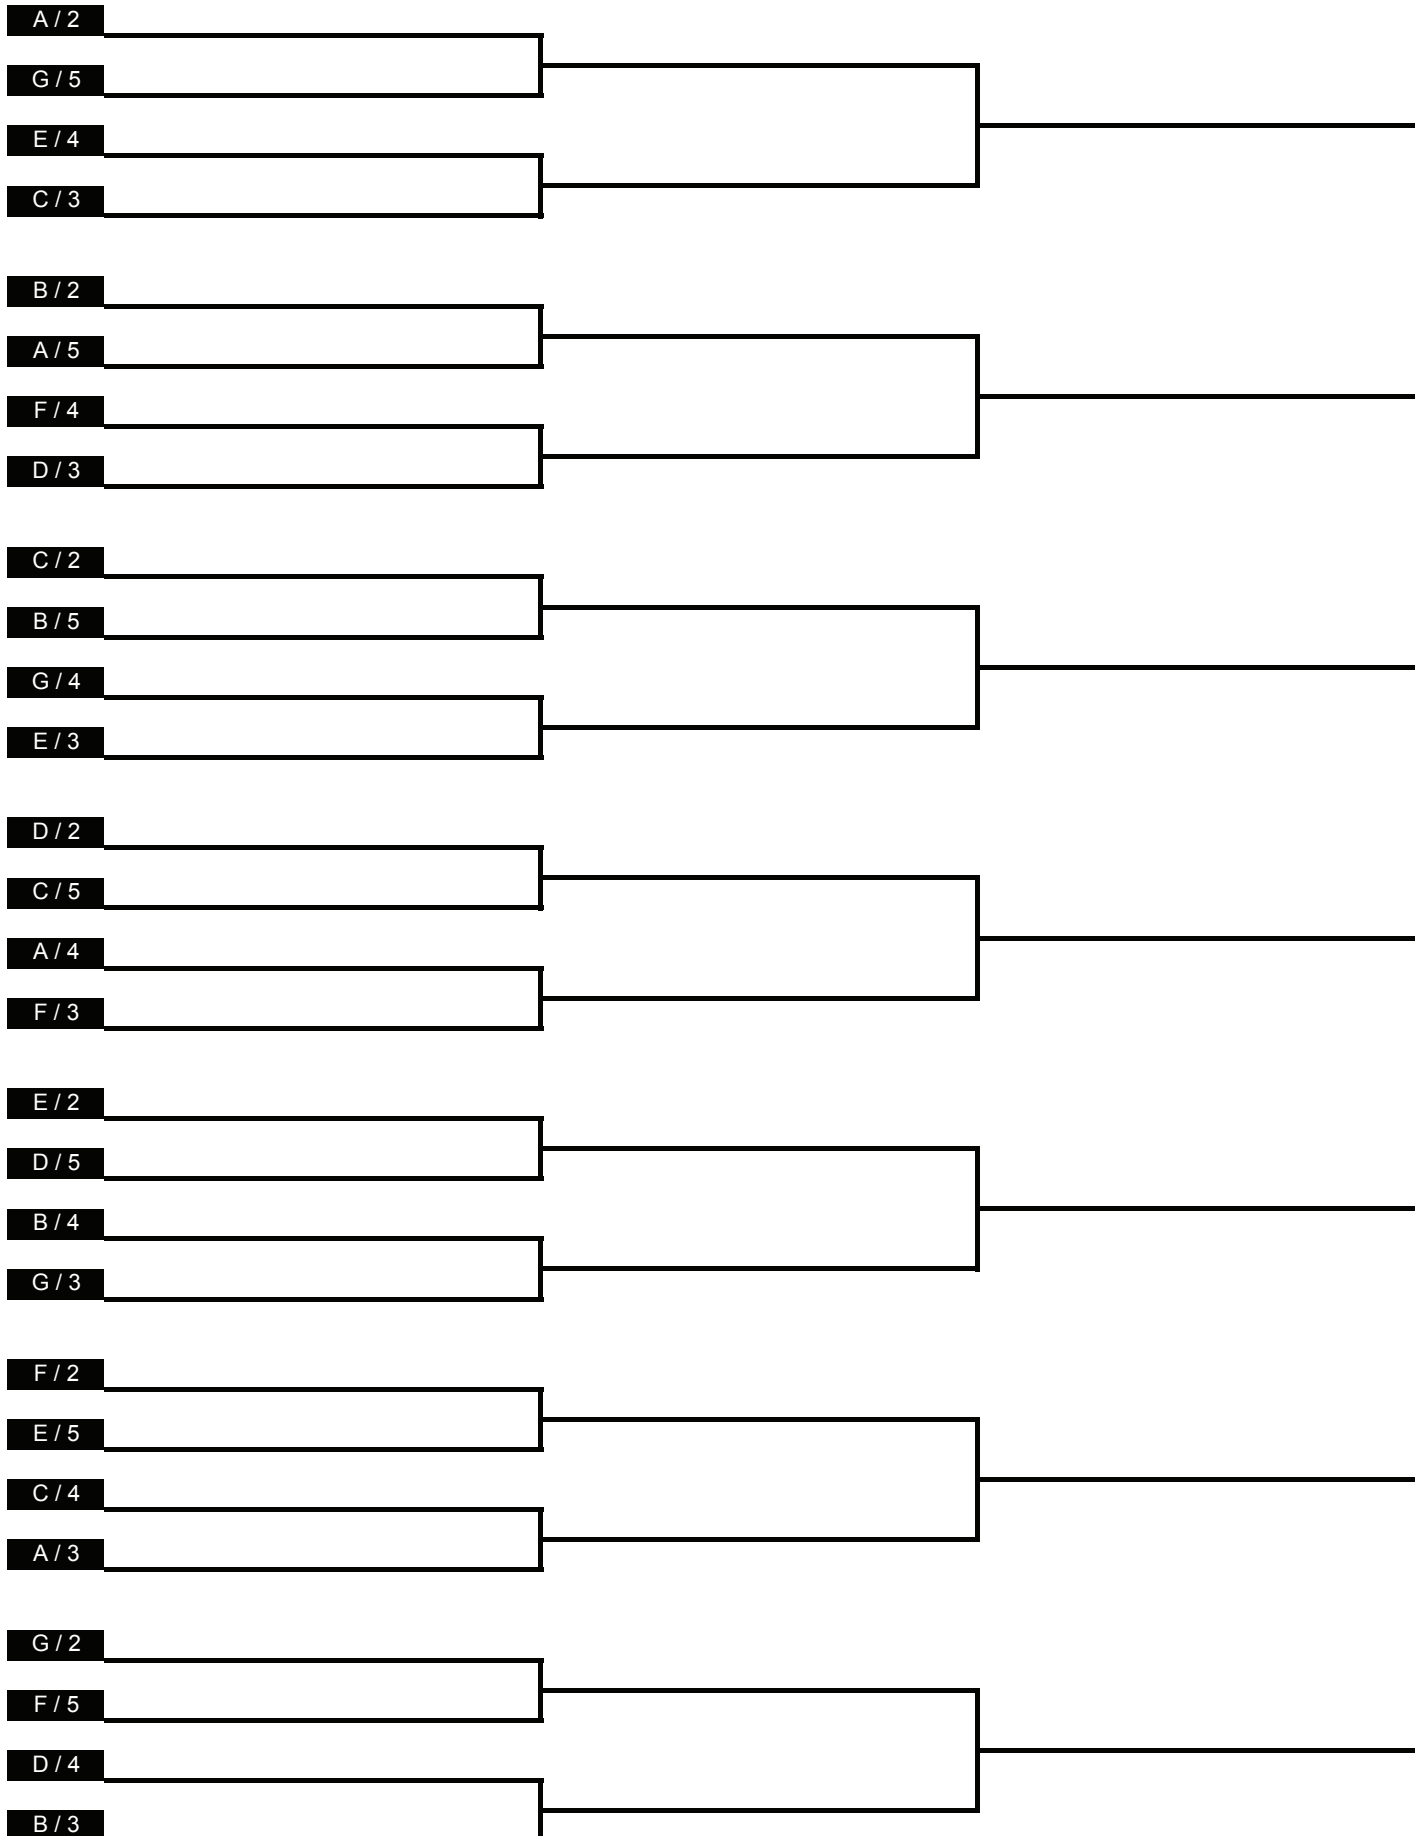 A / 2
G / 5
E / 4
C / 3
B / 2
A / 5
F / 4
D / 3
C / 2
B / 5
G / 4
E / 3
D / 2
C / 5
A / 4
F / 3
E / 2
D / 5
B / 4
G / 3
F / 2
E / 5
C / 4
A / 3
G / 2
F / 5
D / 4
B / 3